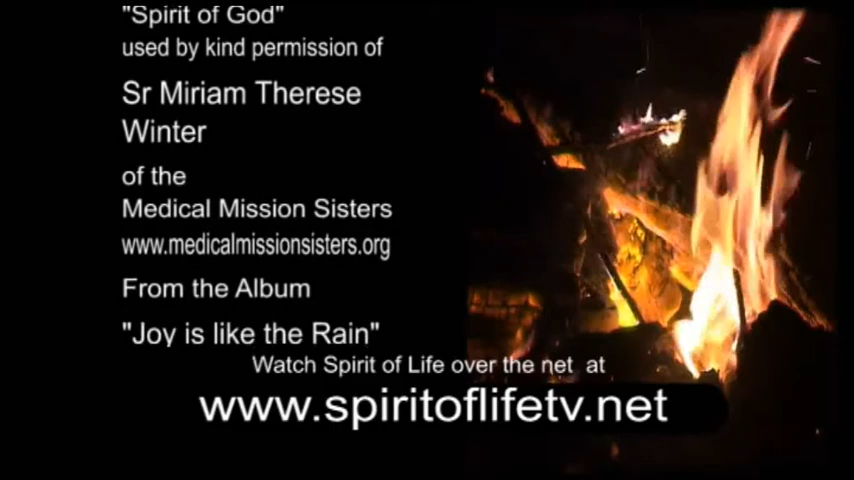 "Spirit of God"
used by kind permission of
Sr Miriam Therese
Winter
of the
Medical Mission Sisters
www.medicalmissionsisters.org
From the Album
"Joy is like the Rain"
Watch Spirit of Life over the net at
www.spiritoflifetv.net